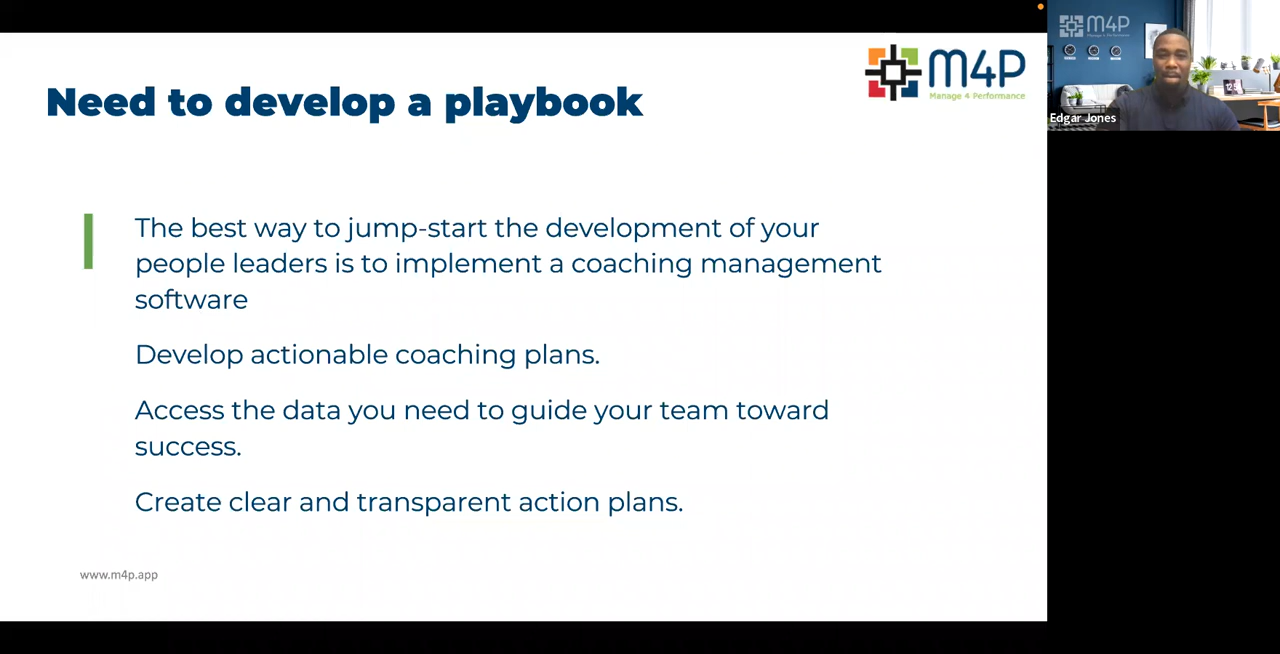 Need to develop a playbook
M4P
Manage 4 Performance
The best way to jump-start the development of your
people leaders is to implement a coaching management
software
Develop actionable coaching plans.
Access the data you need to guide your team toward
success.
Create clear and transparent action plans.
www.m4p.app
M4P
Edgar Jones